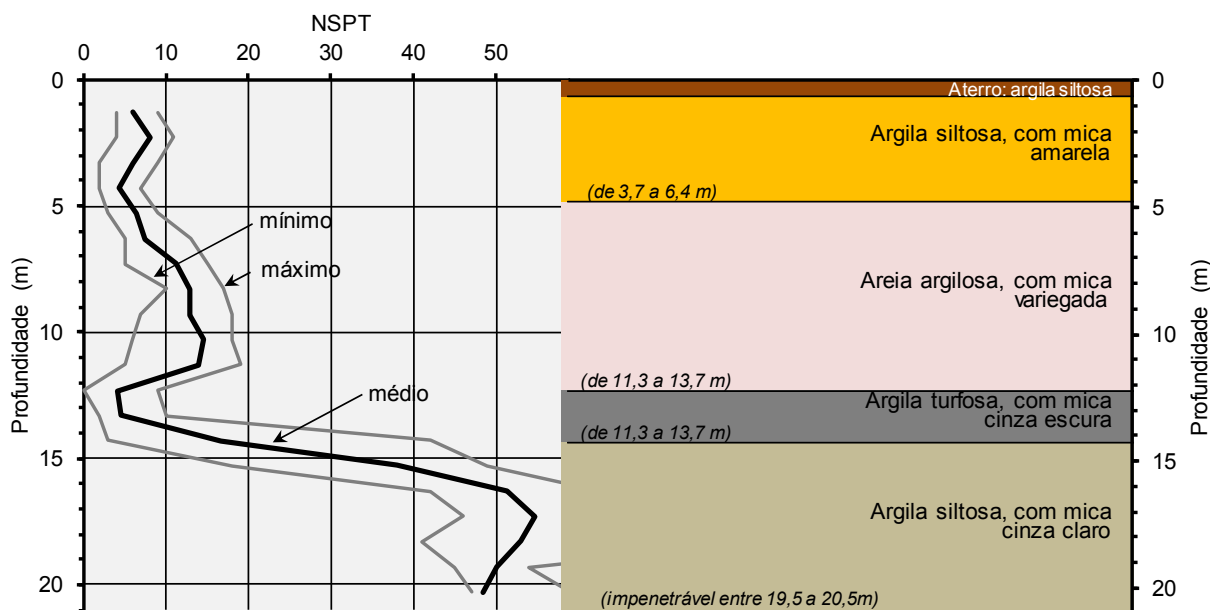 NSPT
0 10 20 30 40 50
0
5
10
15
20
Profundidade (m)
mínimo
máximo
médio
Aterro: argila siltosa
Argila siltosa, com mica
amarela
(de 3,7 a 6,4 m)
Areia argilosa, com mica
variegada
(de 11,3 a 13,7 m)
Argila turfosa, com mica
cinza escura
(de 11,3 a 13,7 m)
Argila siltosa, com mica
cinza claro
(impenetrável entre 19,5 a 20,5m)
0
5
10
15
20
Profundidade (m)